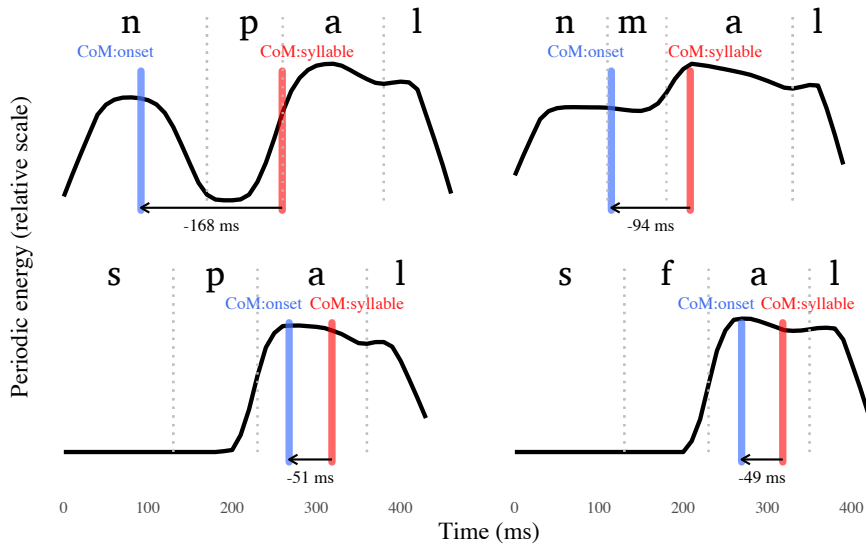 n p a l
CoM:onset CoM:syllable
-168 ms
n m a l
CoM:onset CoM:syllable
-94 ms
s p a l
CoM:onset CoM:syllable
-51 ms
s f a l
CoM:onset CoM:syllable
-49 ms
Periodic energy (relative scale)
0 100 200 300 400
0 100 200 300 400
Time (ms)